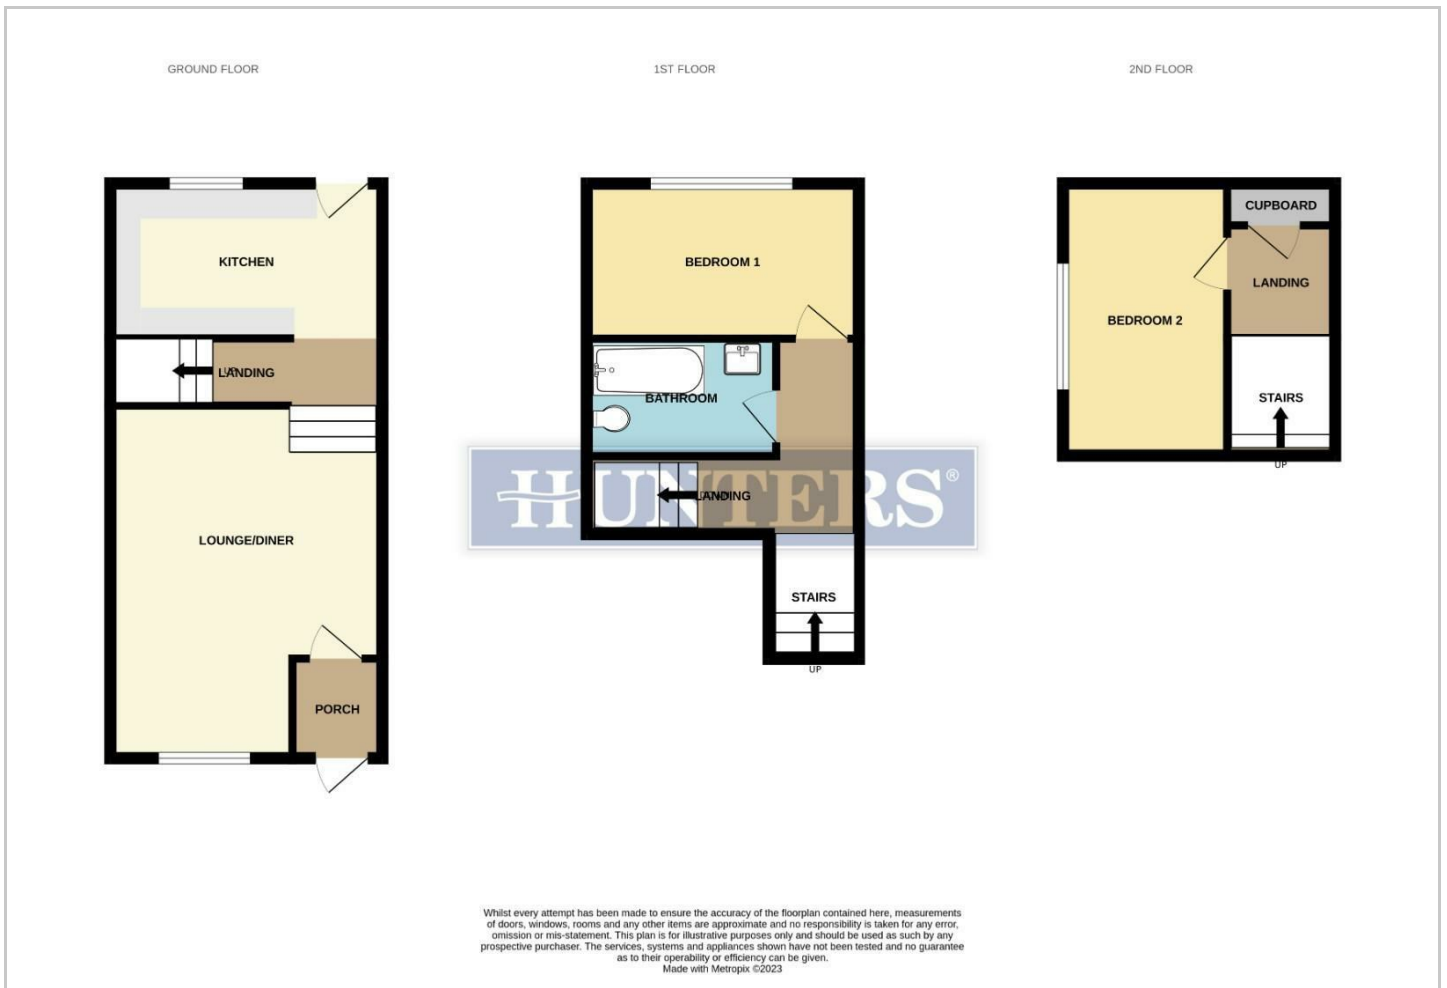 GROUND FLOOR
1ST FLOOR
2ND FLOOR
KITCHEN
UP
LANDING
LOUNGE/DINER
PORCH
BEDROOM 1
BATHROOM
LANDING
STAIRS
UP
HUNTERS®
CUPBOARD
LANDING
BEDROOM 2
STAIRS
UP
Whilst every attempt has been made to ensure the accuracy of the floorplan contained here, measurements
of doors, windows, rooms and any other items are approximate and no responsibility is taken for any error,
omission or mis-statement. This plan is for illustrative purposes only and should be used as such by any
prospective purchaser. The services, systems and appliances shown have not been tested and no guarantee
as to their operability or efficiency can be given.
Made with Metropix ©2023